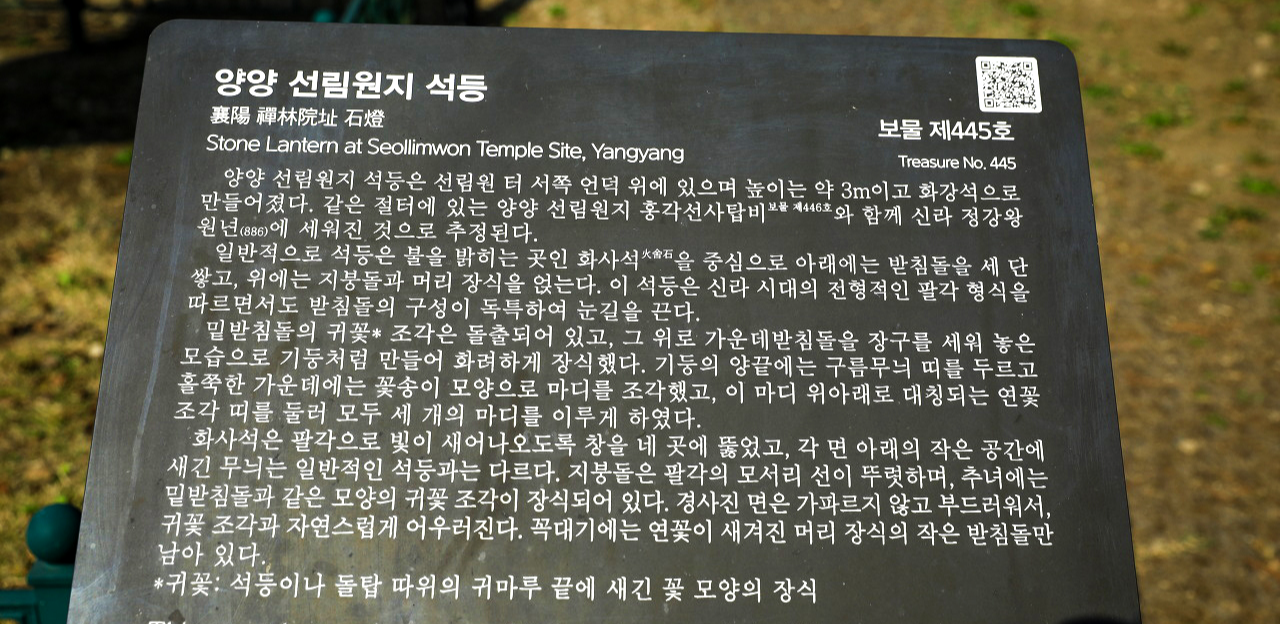 양양 선림원지 석등
襄陽 禪林院址 石燈
Stone Lantern at Seollimwon Temple Site, Yangyang
보물 제445호
Treasure No. 445
양양 선림원지 석등은 선림원 터 서쪽 언덕 위에 있으며 높이는 약 3m이고 화강석으로
만들어졌다. 같은 절터에 있는 양양 선림원지 홍각선사탑비보물 제446호와 함께 신라 정강왕
원년(886)에 세워진 것으로 추정된다.
일반적으로 석등은 불을 밝히는 곳인 화사석火舍石을 중심으로 아래에는 받침돌을 세 단
쌓고, 위에는 지붕돌과 머리 장식을 얹는다. 이 석등은 신라 시대의 전형적인 팔각 형식을
따르면서도 받침돌의 구성이 독특하여 눈길을 끈다.
밑받침돌의 귀꽃* 조각은 돌출되어 있고, 그 위로 가운데받침돌을 장구를 세워 놓은
모습으로 기둥처럼 만들어 화려하게 장식했다. 기둥의 양끝에는 구름무늬 띠를 두르고
홀쭉한 가운데에는 꽃송이 모양으로 마디를 조각했고, 이 마디 위아래로 대칭되는 연꽃
조각 띠를 둘러 모두 세 개의 마디를 이루게 하였다.
화사석은 팔각으로 빛이 새어나오도록 창을 네 곳에 뚫었고, 각 면 아래의 작은 공간에
새긴 무늬는 일반적인 석등과는 다르다. 지붕돌은 팔각의 모서리 선이 뚜렷하며, 추녀에는
밑받침돌과 같은 모양의 귀꽃 조각이 장식되어 있다. 경사진 면은 가파르지 않고 부드러워서,
귀꽃 조각과 자연스럽게 어우러진다. 꼭대기에는 연꽃이 새겨진 머리 장식의 작은 받침돌만
남아 있다.
*귀꽃: 석등이나 돌탑 따위의 귀마루 끝에 새긴 꽃 모양의 장식